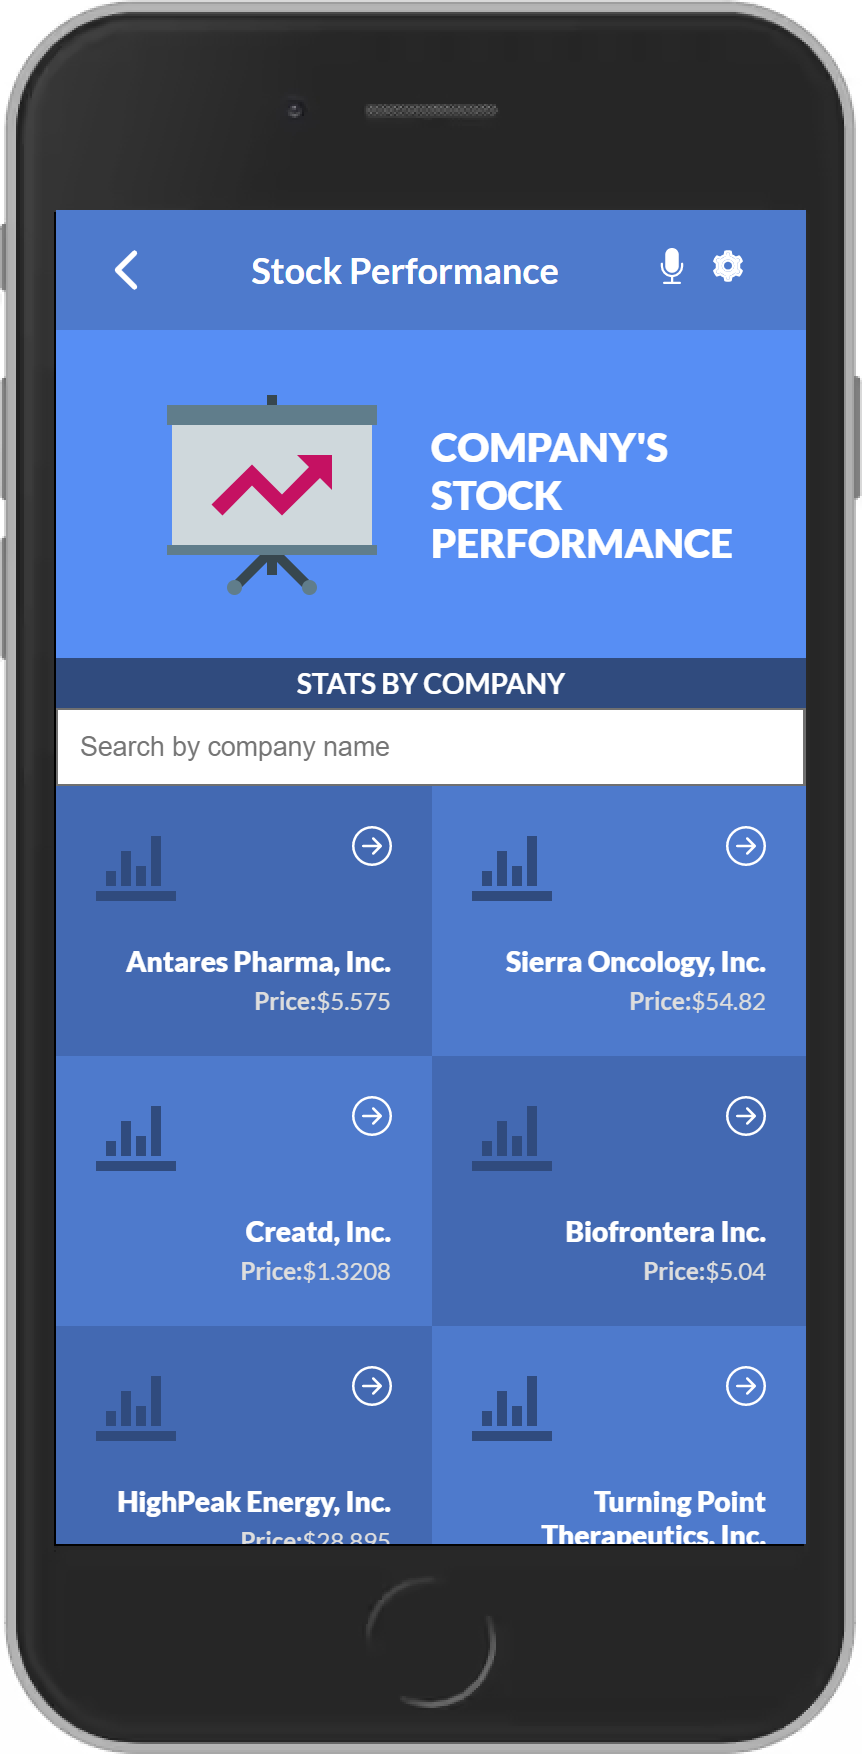 Stock Performance
COMPANY'S
STOCK
PERFORMANCE
STATS BY COMPANY
Search by company name
Antares Pharma, Inc.
Price:$5.575
Sierra Oncology, Inc.
Price:$54.82
Creatd, Inc.
Price:$1.3208
Biofrontera Inc.
Price:$5.04
HighPeak Energy, Inc.
Price:$28.895
Turning Point
Therapeutics, Inc.